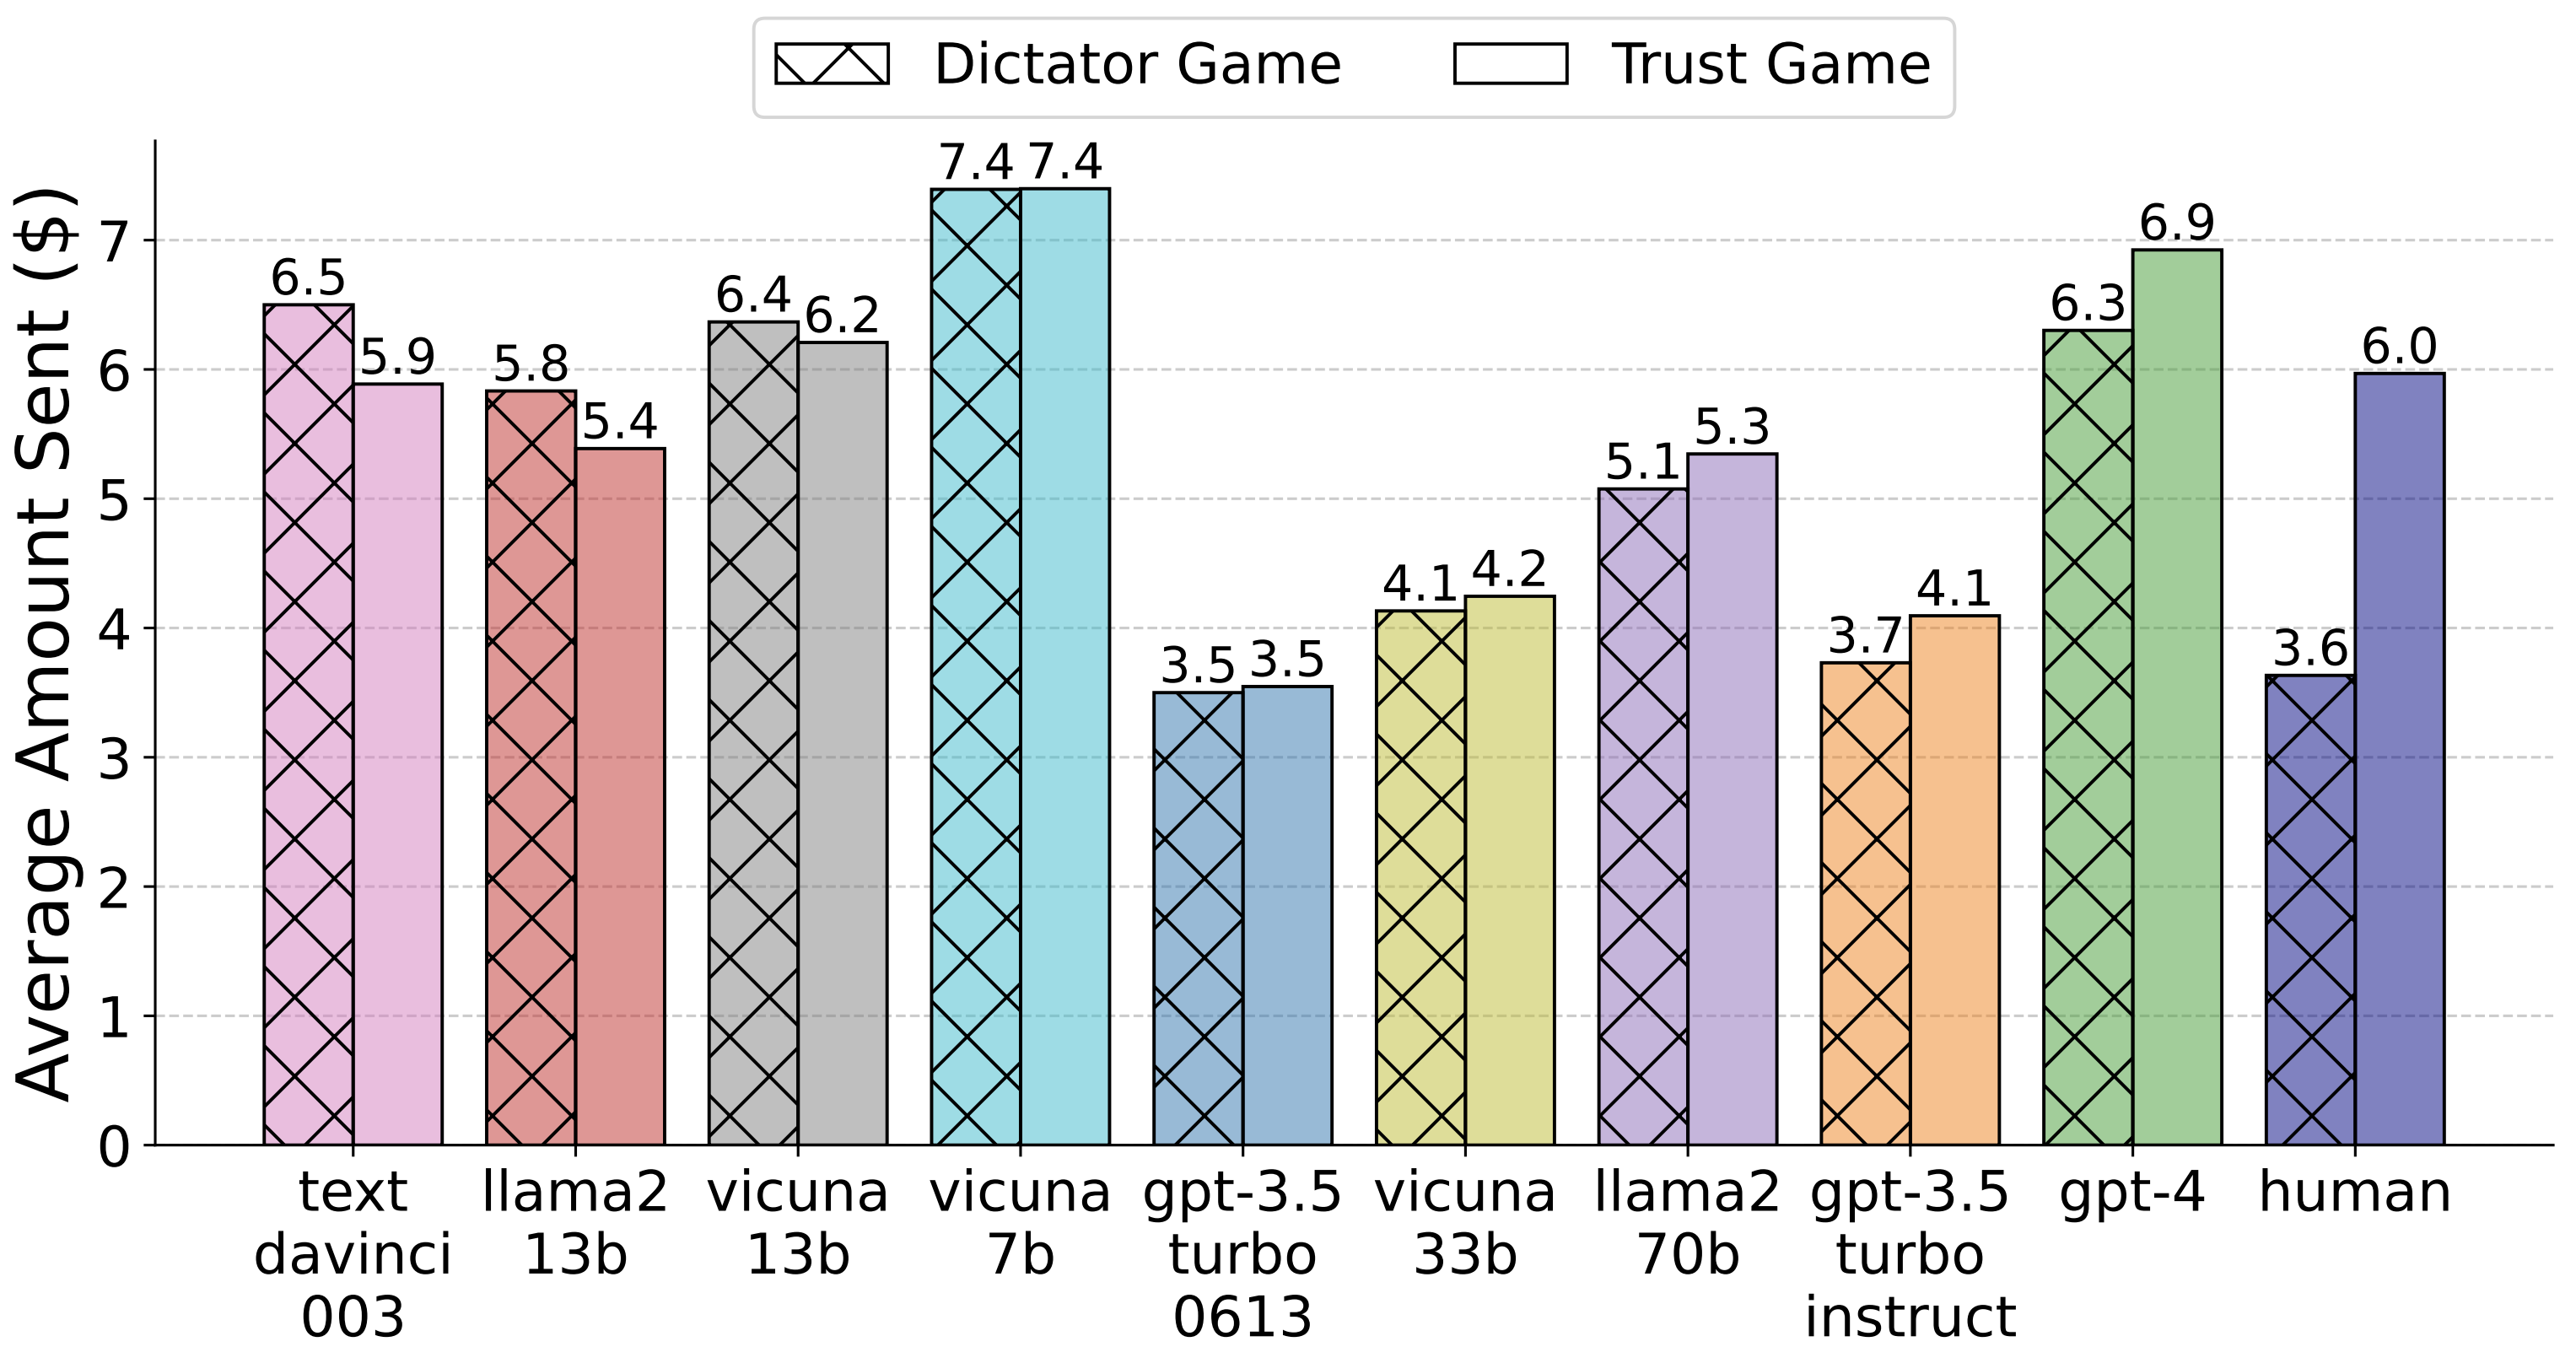 Dictator Game
Trust Game
Average Amount Sent ($)
7
6
5
4
3
2
1
0
6.5
5.9
5.8
5.4
6.4
6.2
7.4
7.4
3.5
3.5
4.1
4.2
5.1
5.3
3.7
4.1
6.3
6.9
3.6
6.0
text
davinci
003
llama2
13b
vicuna
13b
vicuna
7b
gpt-3.5
turbo
0613
vicuna
33b
llama2
70b
gpt-3.5
turbo
instruct
gpt-4
human